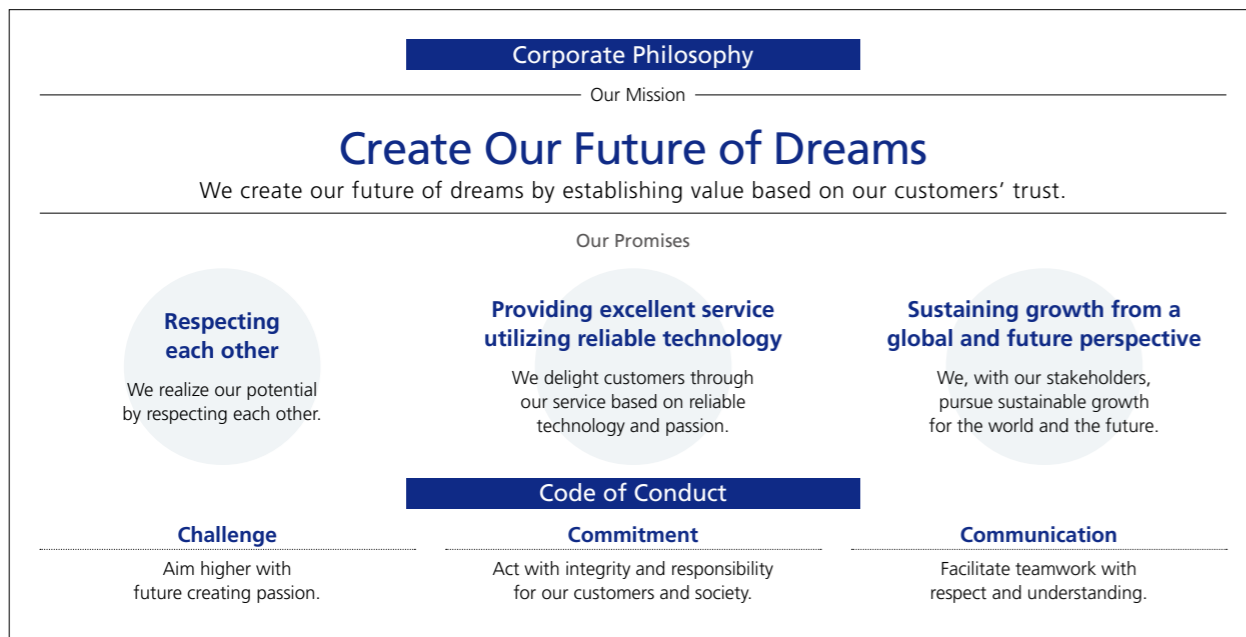 Corporate Philosophy
Our Mission
Create Our Future of Dreams
We create our future of dreams by establishing value based on our customers’ trust.
Our Promises
Respecting
each other
We realize our potential
by respecting each other.
Providing excellent service
utilizing reliable technology
We delight customers through
our service based on reliable
technology and passion.
Sustaining growth from a
global and future perspective
We, with our stakeholders,
pursue sustainable growth
for the world and the future.
Code of Conduct
Challenge
Aim higher with
future creating passion.
Commitment
Act with integrity and responsibility
for our customers and society.
Communication
Facilitate teamwork with
respect and understanding.